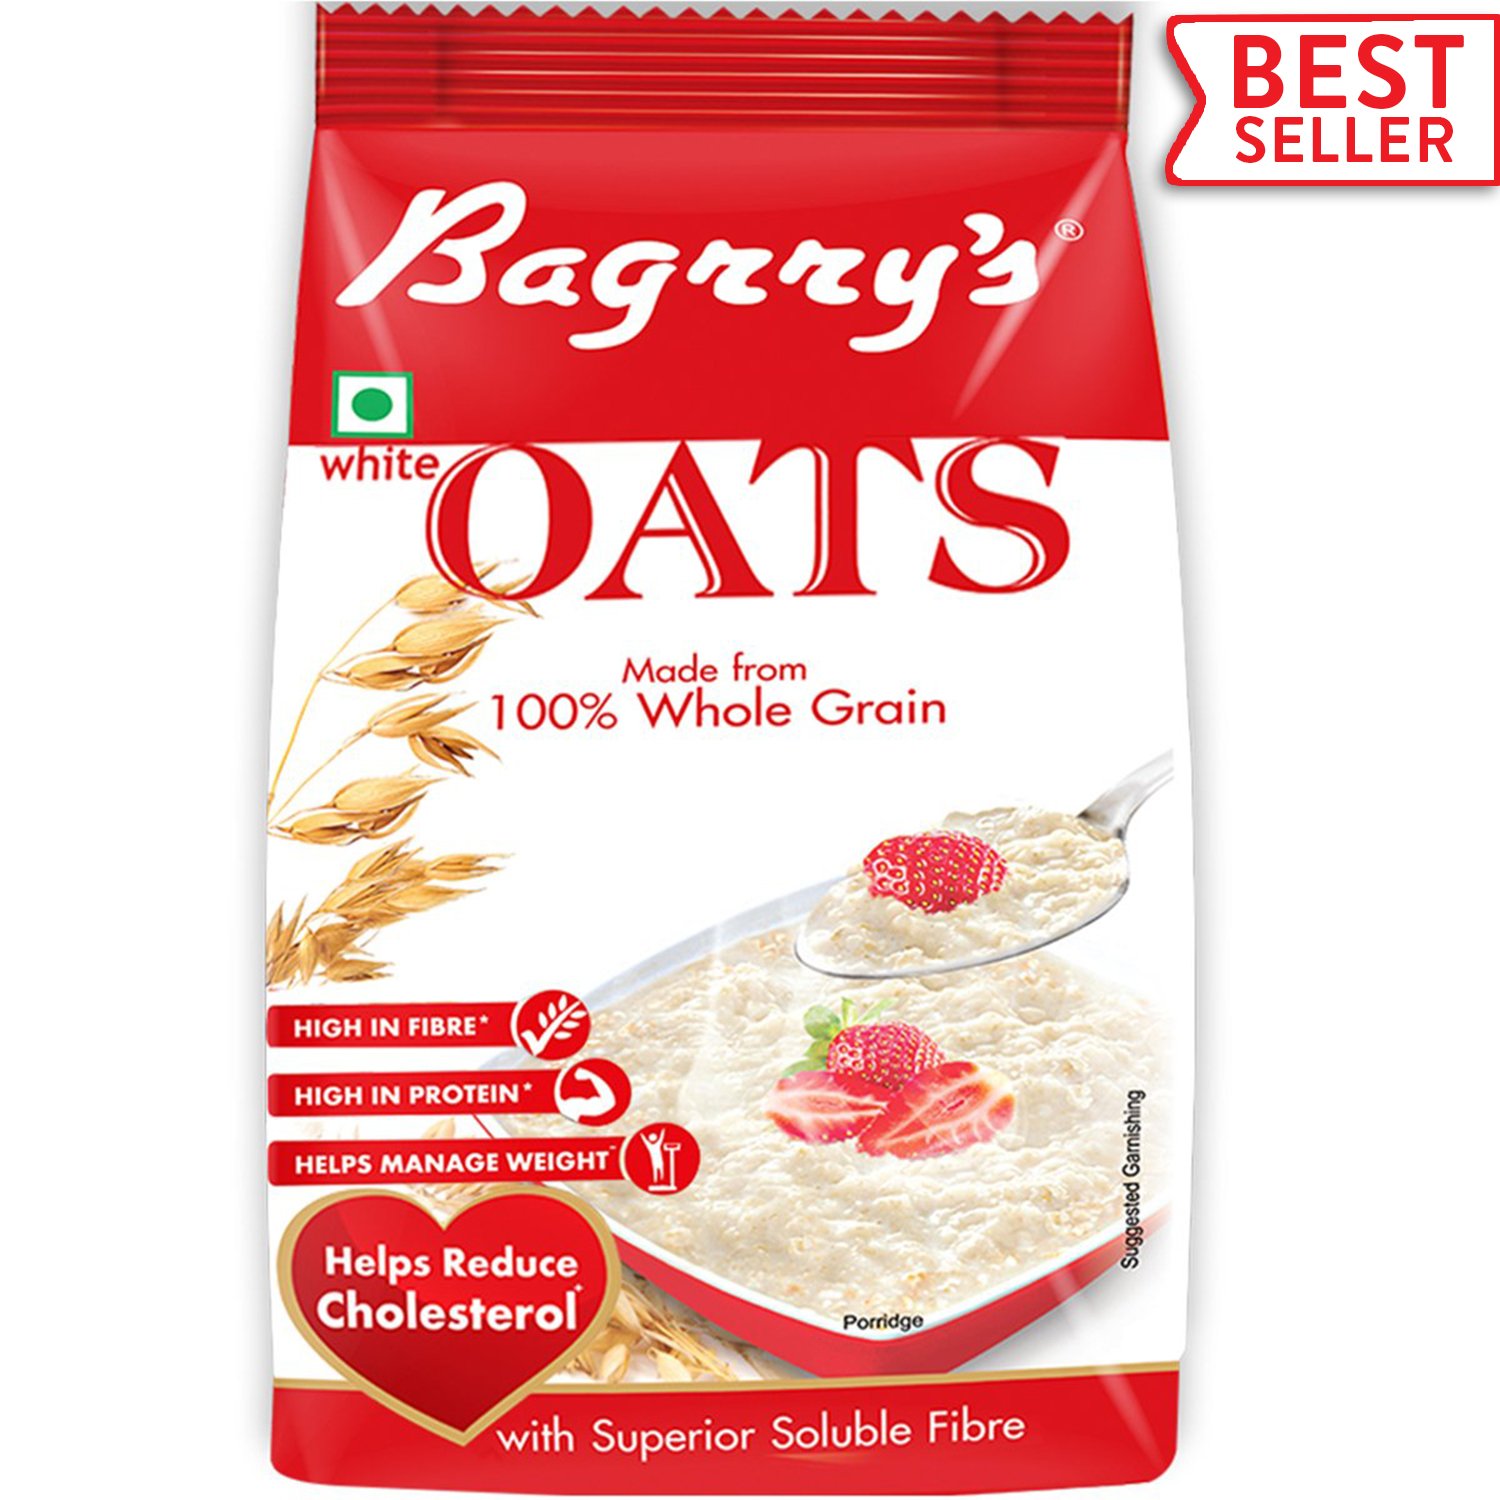 BEST
SELLER
Bagrry's®
white OATS
Made from
100% Whole Grain
HIGH IN FIBRE*
HIGH IN PROTEIN*
HELPS MANAGE WEIGHT~
Helps Reduce
Cholesterol+
Porridge
Suggested Garnishing
with Superior Soluble Fibre